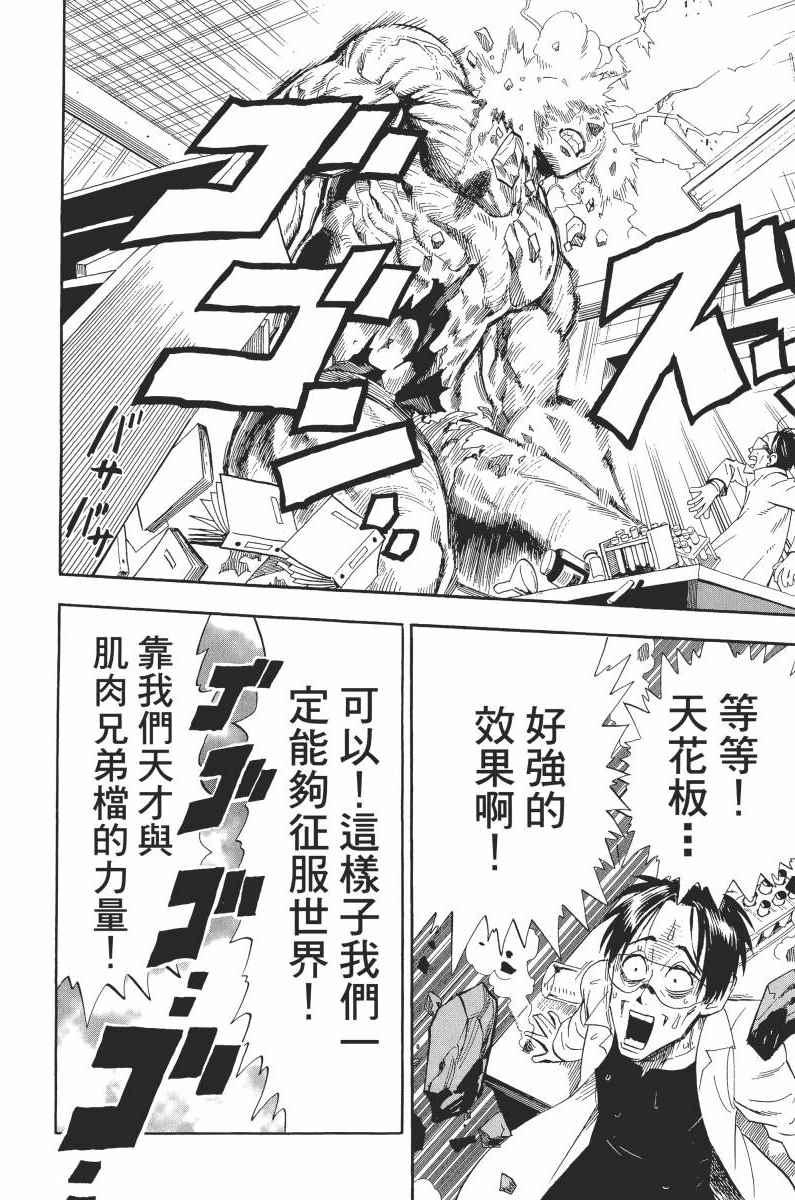 ズズ
ゴゴゴ
バサバサ
等等！
天花板…
好強的
效果啊！
可以！這樣子我們一
定能夠征服世界！
靠我們天才與
肌肉兄弟檔的力量！
ゴゴゴゴ